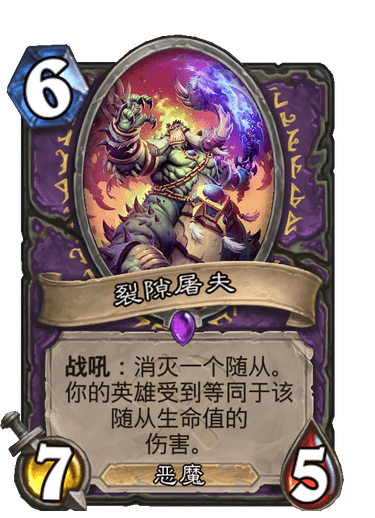 6
裂隙屠夫
战吼：消灭一个随从。
你的英雄受到等同于该
随从生命值的
伤害。
7
恶魔
5